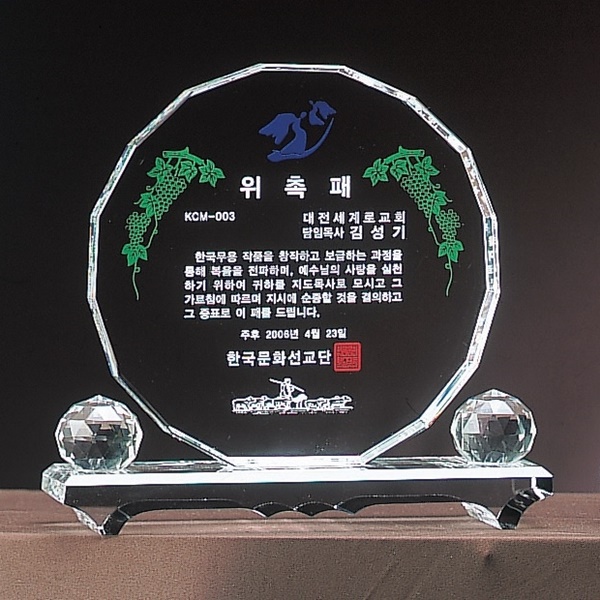 위 촉 패
KCM-003
대전세계로교회
담임목사 김성기
한국무용 작품을 창작하고 보급하는 과정을
통해 복음을 전파하며, 예수님의 사랑을 실천
하기 위하여 귀하를 지도목사로 모시고 그
가르침에 따르며 지시에 순종할 것을 결의하고
그 증표로 이 패를 드립니다.
주후 2006년 4월 23일
한국문화선교단